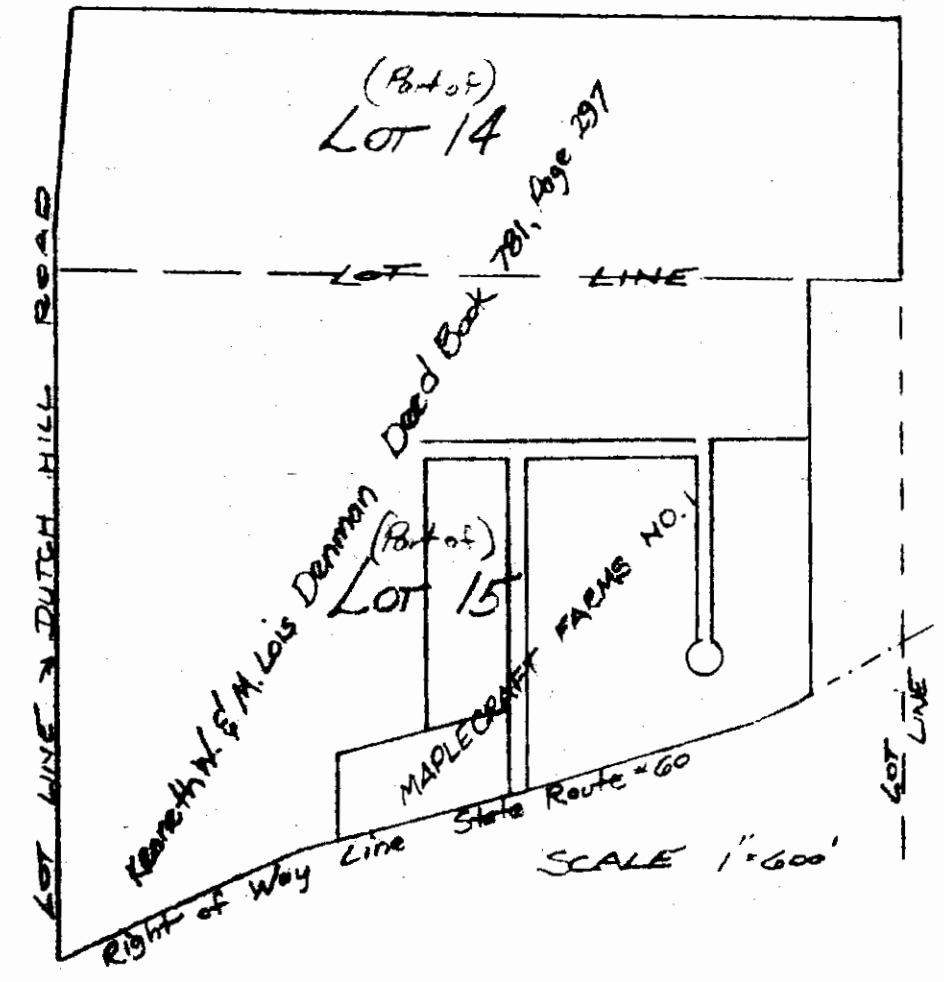 (Part of)
LOT 14
LOT LINE
LOT LINE → DUTCH HILL ROAD
Kenneth W. & M. Lois Denman Deed Book 781, Page 297
(Part of)
LOT 15
MAPLECRAFT FARMS NO. 1
Right of Way Line State Route #60
LOT LINE
SCALE 1"=600'